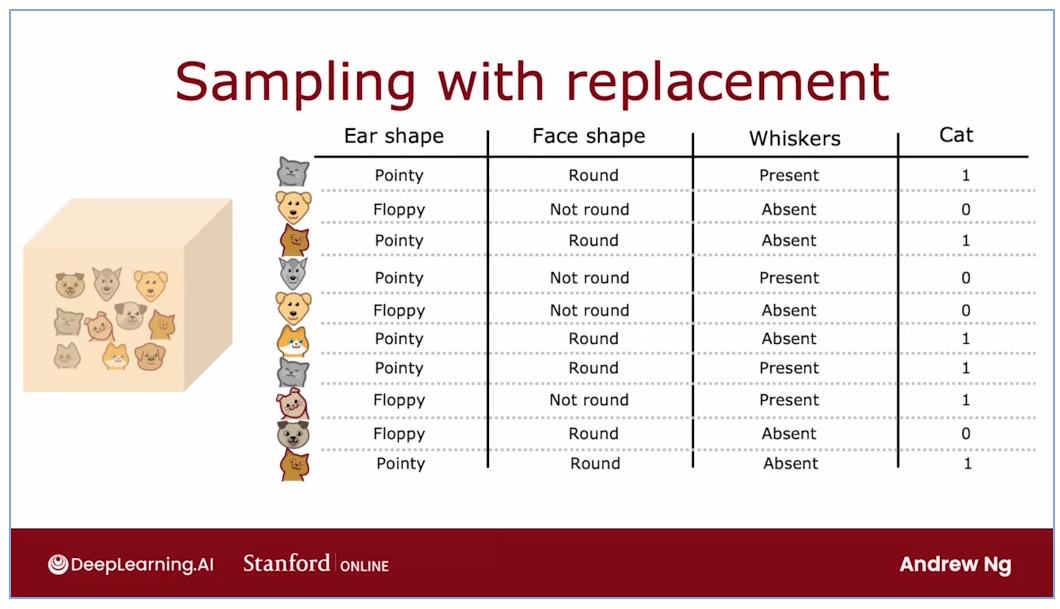 Sampling with replacement
Ear shape Face shape Whiskers Cat
Pointy Round Present 1
Floppy Not round Absent 0
Pointy Round Absent 1
Pointy Not round Present 0
Floppy Not round Absent 0
Pointy Round Absent 1
Pointy Round Present 1
Floppy Not round Present 1
Floppy Round Absent 0
Pointy Round Absent 1
DeepLearning.AI Stanford ONLINE Andrew Ng